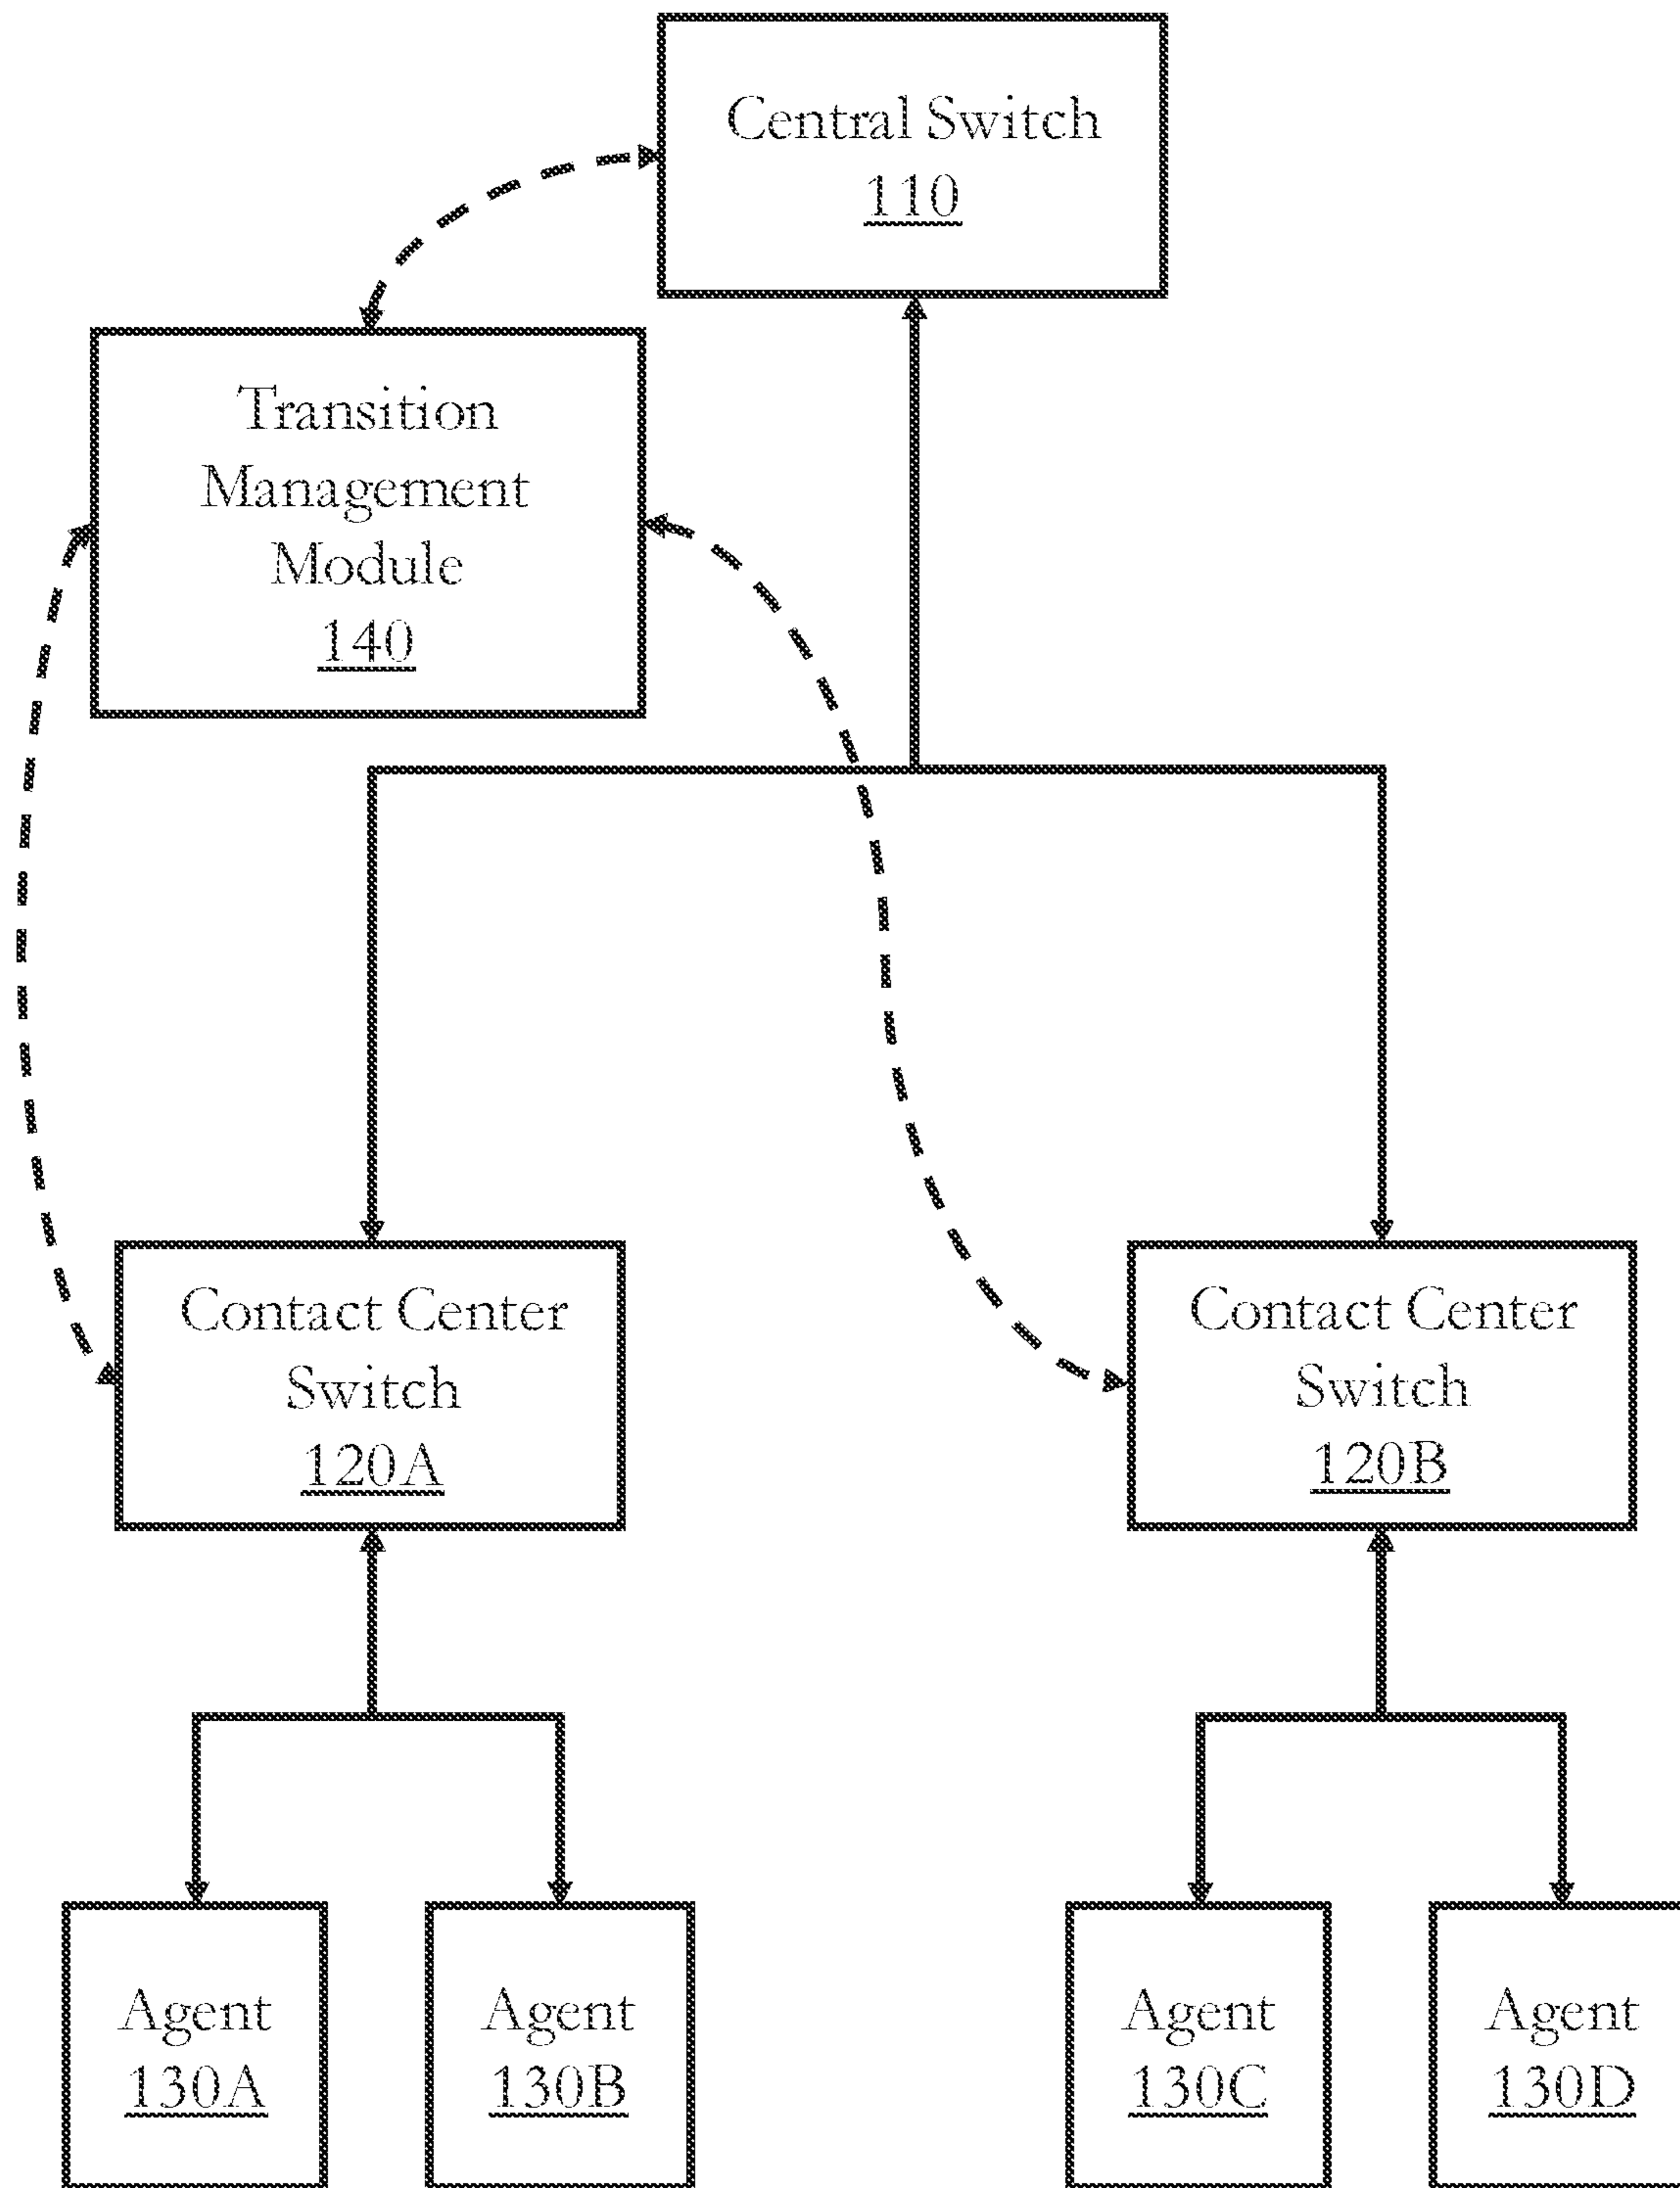 Central Switch
110
Transition
Management
Module
140
Contact Center
Switch
120A
Contact Center
Switch
120B
Agent
130A
Agent
130B
Agent
130C
Agent
130D